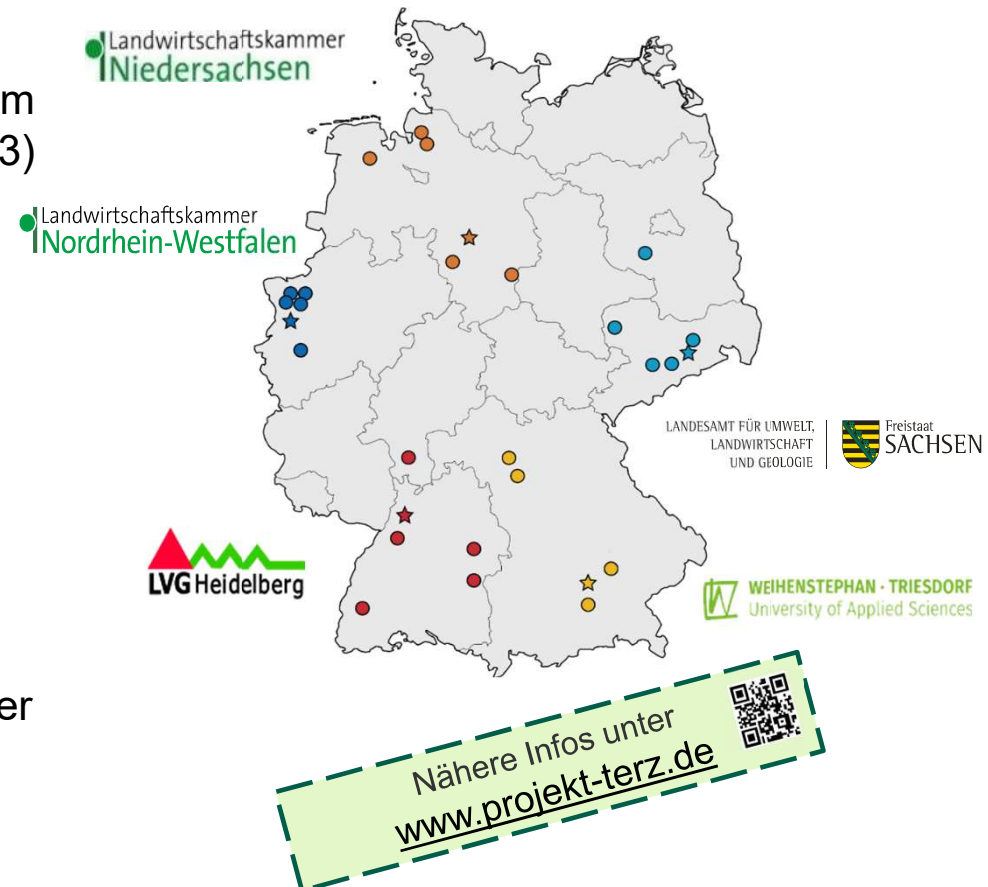 Landwirtschaftskammer
Niedersachsen
m
3)
Landwirtschaftskammer
Nordrhein-Westfalen
LANDESAMT FÜR UMWELT,
LANDWIRTSCHAFT
UND GEOLOGIE
Freistaat
SACHSEN
LVG Heidelberg
WEIHENSTEPHAN · TRIESDORF
University of Applied Sciences
er
Nähere Infos unter
www.projekt-terz.de